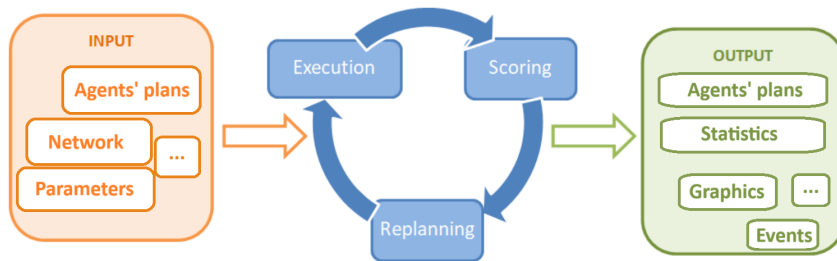 INPUT
Agents' plans
Network
...
Parameters
Execution
Scoring
Replanning
OUTPUT
Agents' plans
Statistics
Graphics
...
Events